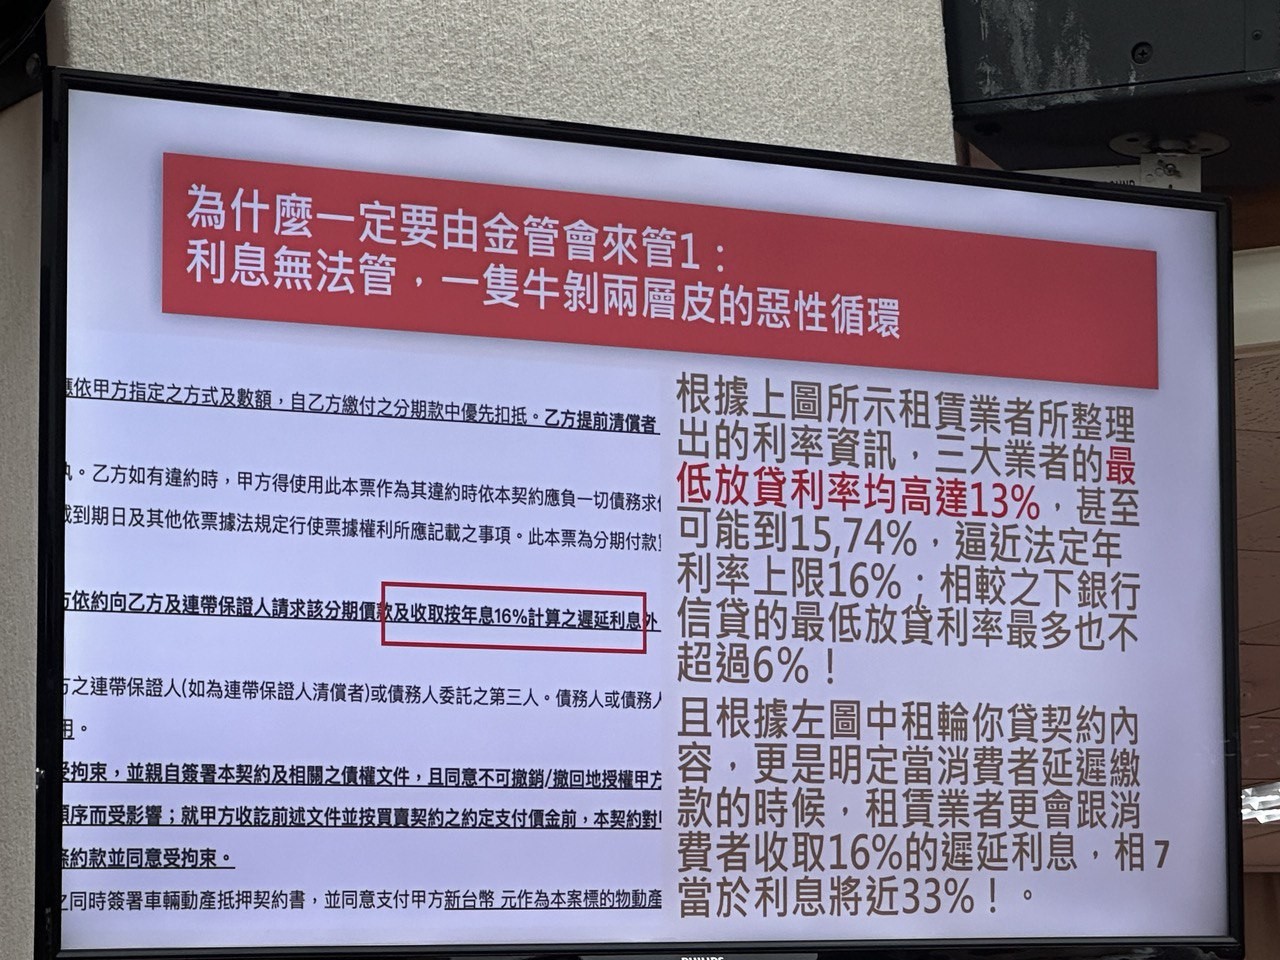 為什麼一定要由金管會來管1：
利息無法管，一隻牛剝兩層皮的惡性循環
應依甲方指定之方式及數額，自乙方繳付之分期款中優先扣抵。乙方提前清償者
。乙方如有違約時，甲方得使用此本票作為其違約時依本契約應負一切債務求
或到期日及其他依票據法規定行使票據權利所應記載之事項。此本票為分期付款
方依約向乙方及連帶保證人請求該分期價款及收取按年息16%計算之遲延利息外
方之連帶保證人(如為連帶保證人清償者)或債務人委託之第三人。債務人或債務人
用。
受拘束，並親自簽署本契約及相關之債權文件，且同意不可撤銷/撤回地授權甲方
順序而受影響；就甲方收訖前述文件並按買賣契約之約定支付價金前，本契約對
條約款並同意受拘束。
之同時簽署車輛動產抵押契約書，並同意支付甲方新台幣 元作為本案標的物動產
根據上圖所示租賃業者所整理
出的利率資訊，三大業者的最
低放貸利率均高達13%，甚至
可能到15,74%，逼近法定年
利率上限16%；相較之下銀行
信貸的最低放貸利率最多也不
超過6%！
且根據左圖中租輪你貸契約內
容，更是明定當消費者延遲繳
款的時候，租賃業者更會跟消
費者收取16%的遲延利息，相
當於利息將近33%！。
7
PHILIPS